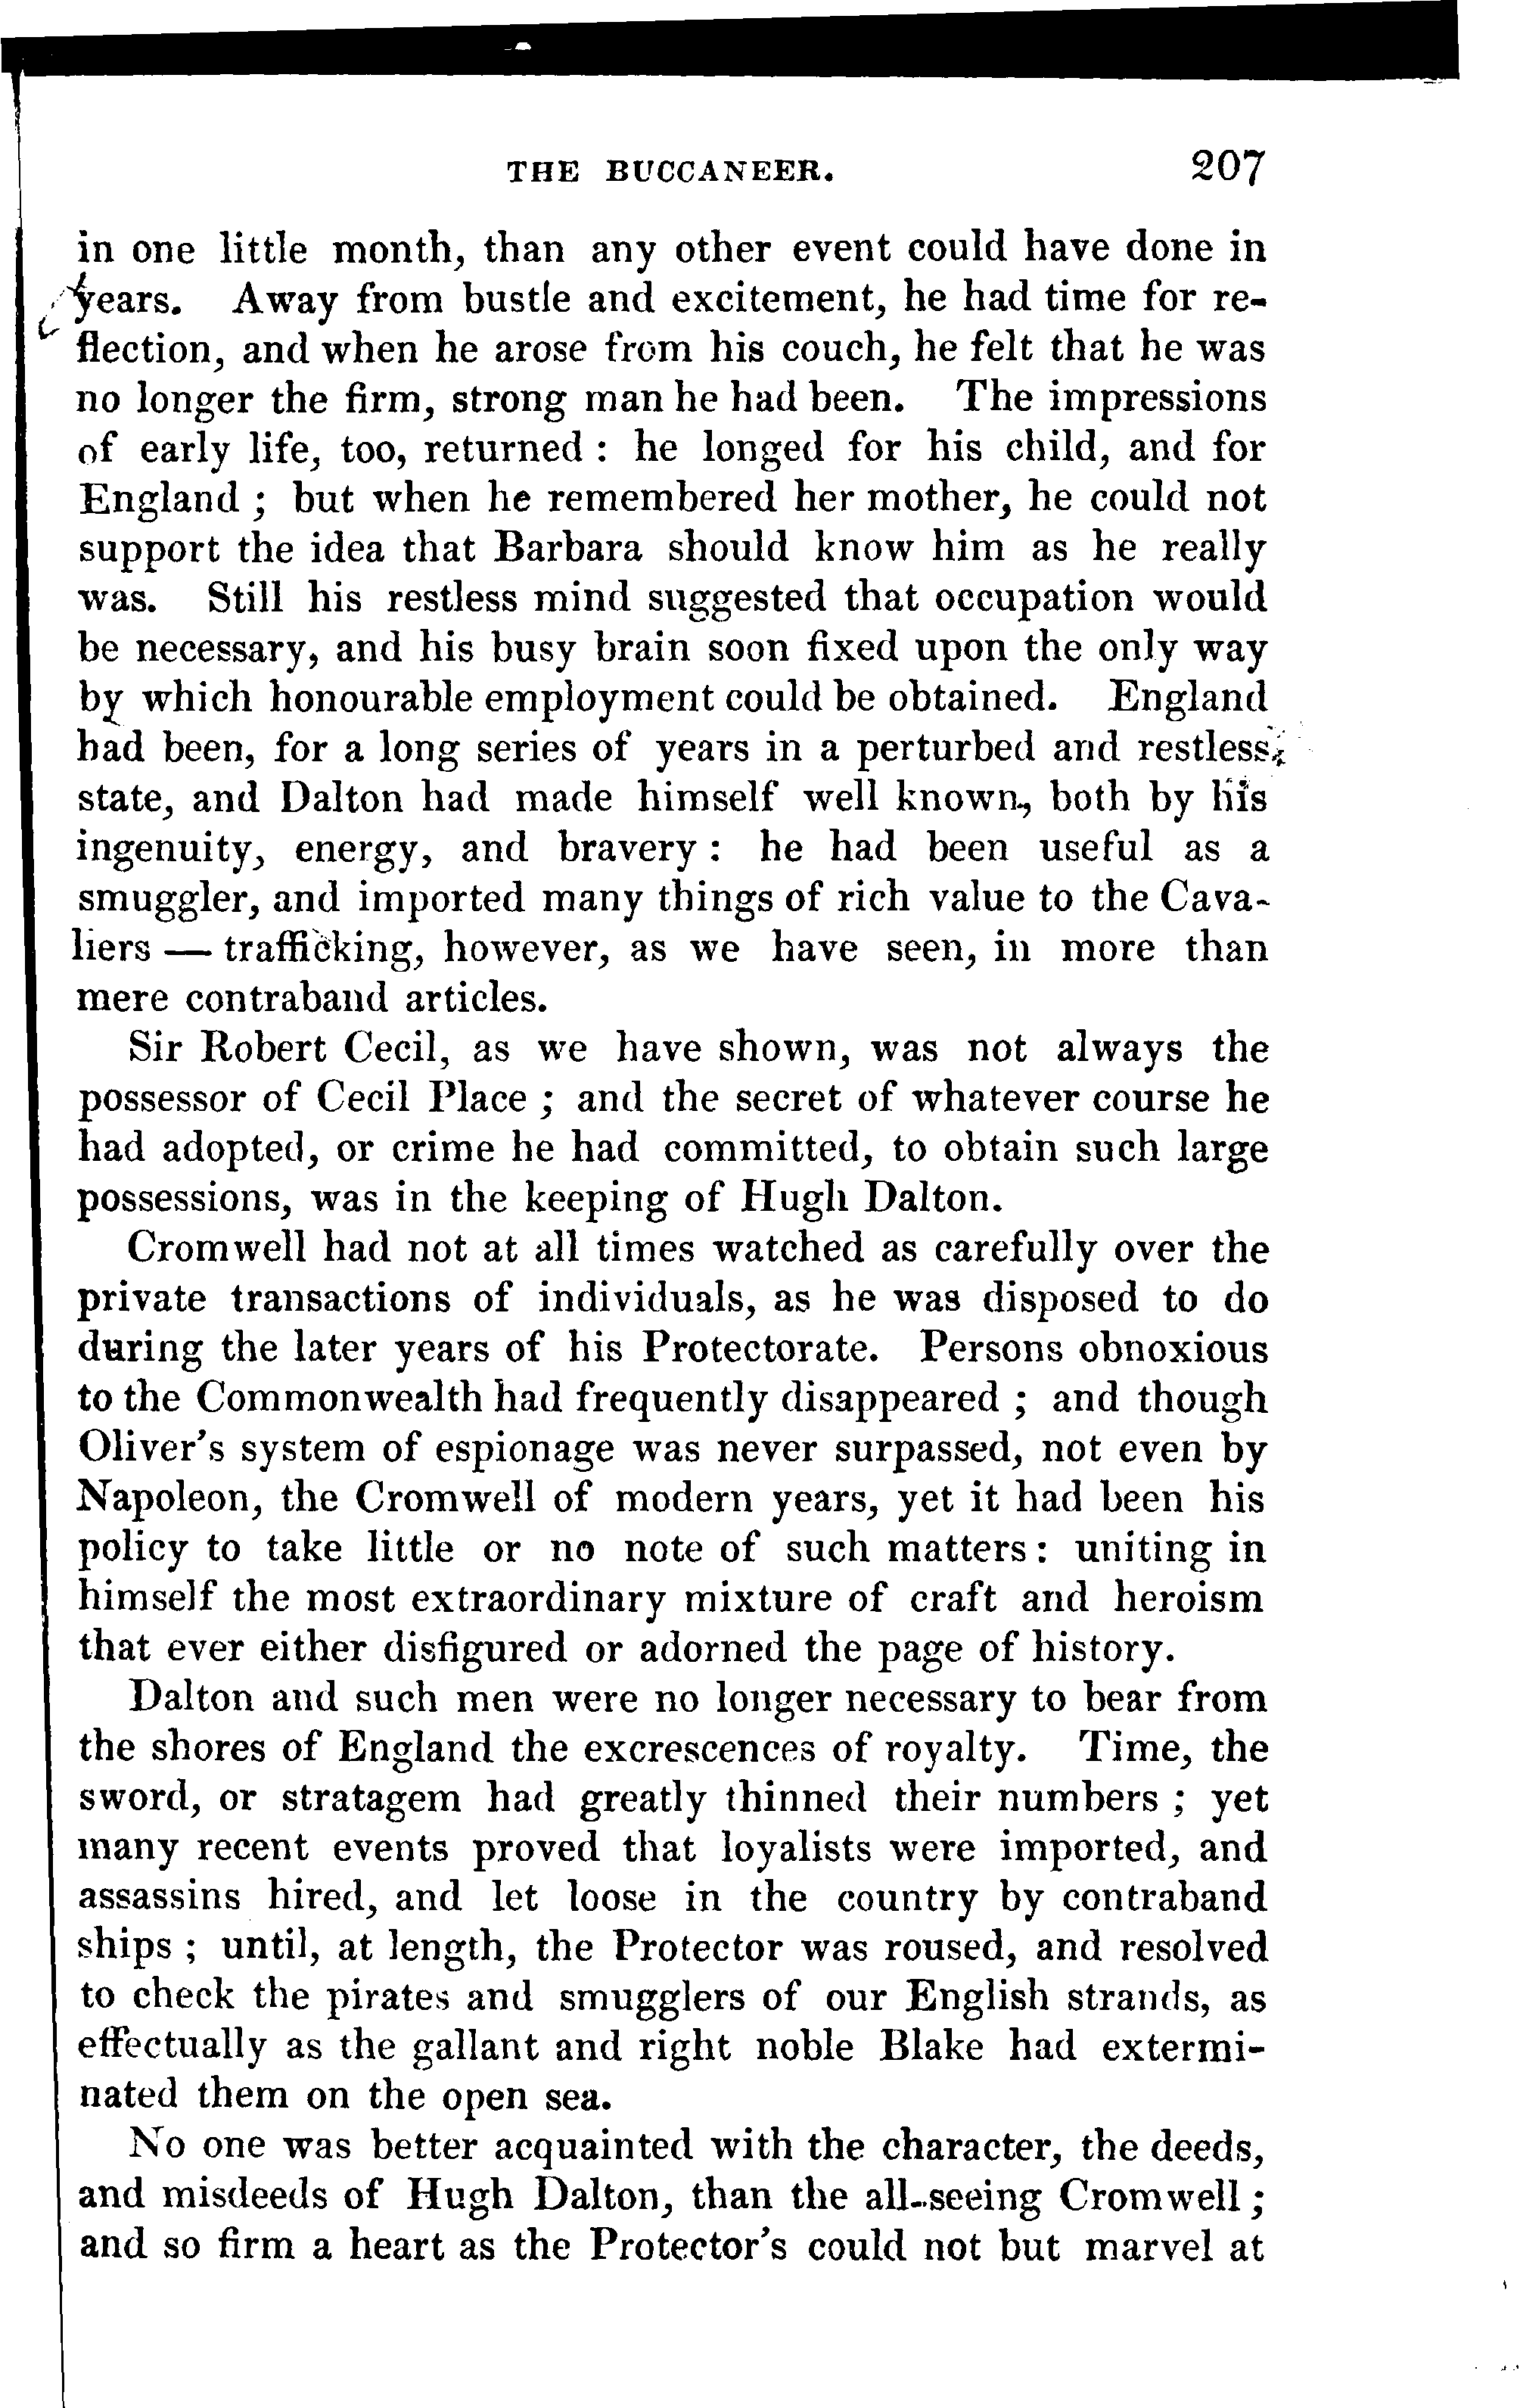 THE BUCCANEER. 207
in one little month, than any other event could have done in
years. Away from bustle and excitement, he had time for re-
flection, and when he arose from his couch, he felt that he was
no longer the firm, strong man he had been. The impressions
of early life, too, returned : he longed for his child, and for
England ; but when he remembered her mother, he could not
support the idea that Barbara should know him as he really
was. Still his restless mind suggested that occupation would
be necessary, and his busy brain soon fixed upon the only way
by which honourable employment could be obtained. England
had been, for a long series of years in a perturbed and restless
state, and Dalton had made himself well known, both by his
ingenuity, energy, and bravery : he had been useful as a
smuggler, and imported many things of rich value to the Cava-
liers — trafficking, however, as we have seen, in more than
mere contraband articles.
Sir Robert Cecil, as we have shown, was not always the
possessor of Cecil Place ; and the secret of whatever course he
had adopted, or crime he had committed, to obtain such large
possessions, was in the keeping of Hugh Dalton.
Cromwell had not at all times watched as carefully over the
private transactions of individuals, as he was disposed to do
during the later years of his Protectorate. Persons obnoxious
to the Commonwealth had frequently disappeared ; and though
Oliver's system of espionage was never surpassed, not even by
Napoleon, the Cromwell of modern years, yet it had been his
policy to take little or no note of such matters : uniting in
himself the most extraordinary mixture of craft and heroism
that ever either disfigured or adorned the page of history.
Dalton and such men were no longer necessary to bear from
the shores of England the excrescences of royalty. Time, the
sword, or stratagem had greatly thinned their numbers ; yet
many recent events proved that loyalists were imported, and
assassins hired, and let loose in the country by contraband
ships ; until, at length, the Protector was roused, and resolved
to check the pirates and smugglers of our English strands, as
effectually as the gallant and right noble Blake had extermi-
nated them on the open sea.
No one was better acquainted with the character, the deeds,
and misdeeds of Hugh Dalton, than the all-seeing Cromwell ;
and so firm a heart as the Protector's could not but marvel at